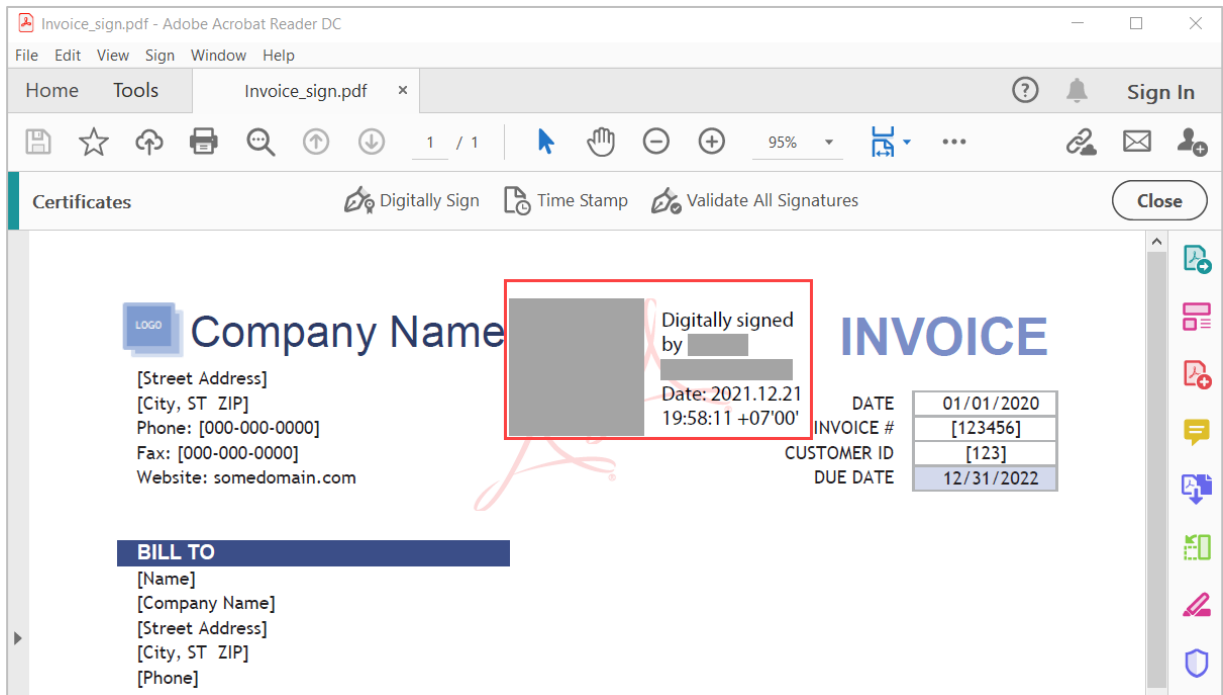 Invoice_sign.pdf - Adobe Acrobat Reader DC
File Edit View Sign Window Help
Home Tools Invoice_sign.pdf × Sign In
1 / 1 95%
Certificates Digitally Sign Time Stamp Validate All Signatures Close
LOGO
Company Name
Digitally signed
by
Date: 2021.12.21
19:58:11 +07'00'
INVOICE
[Street Address]
[City, ST ZIP]
Phone: [000-000-0000]
Fax: [000-000-0000]
Website: somedomain.com
DATE 01/01/2020
INVOICE # [123456]
CUSTOMER ID [123]
DUE DATE 12/31/2022
BILL TO
[Name]
[Company Name]
[Street Address]
[City, ST ZIP]
[Phone]